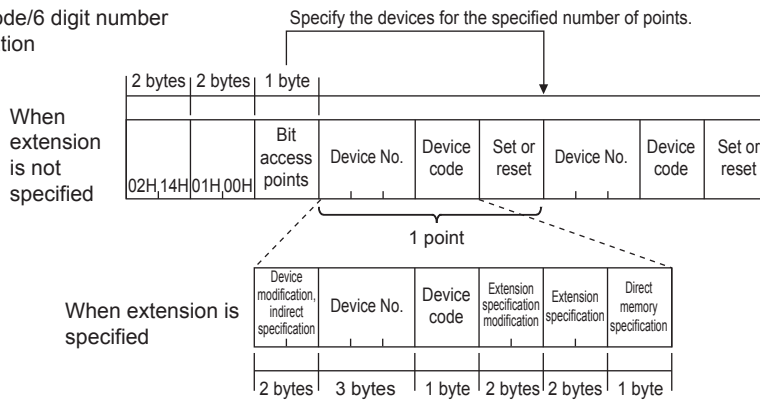 ode/6 digit number
tion
Specify the devices for the specified number of points.
2 bytes 2 bytes 1 byte
When
extension
is not
specified
02H 14H 01H 00H
Bit
access
points
Device No.
Device
code
Set or
reset
Device No.
Device
code
Set or
reset
1 point
When extension is
specified
Device
modification,
indirect
specification
Device No.
Device
code
Extension
specification
modification
Extension
specification
Direct
memory
specification
2 bytes 3 bytes 1 byte 2 bytes 2 bytes 1 byte